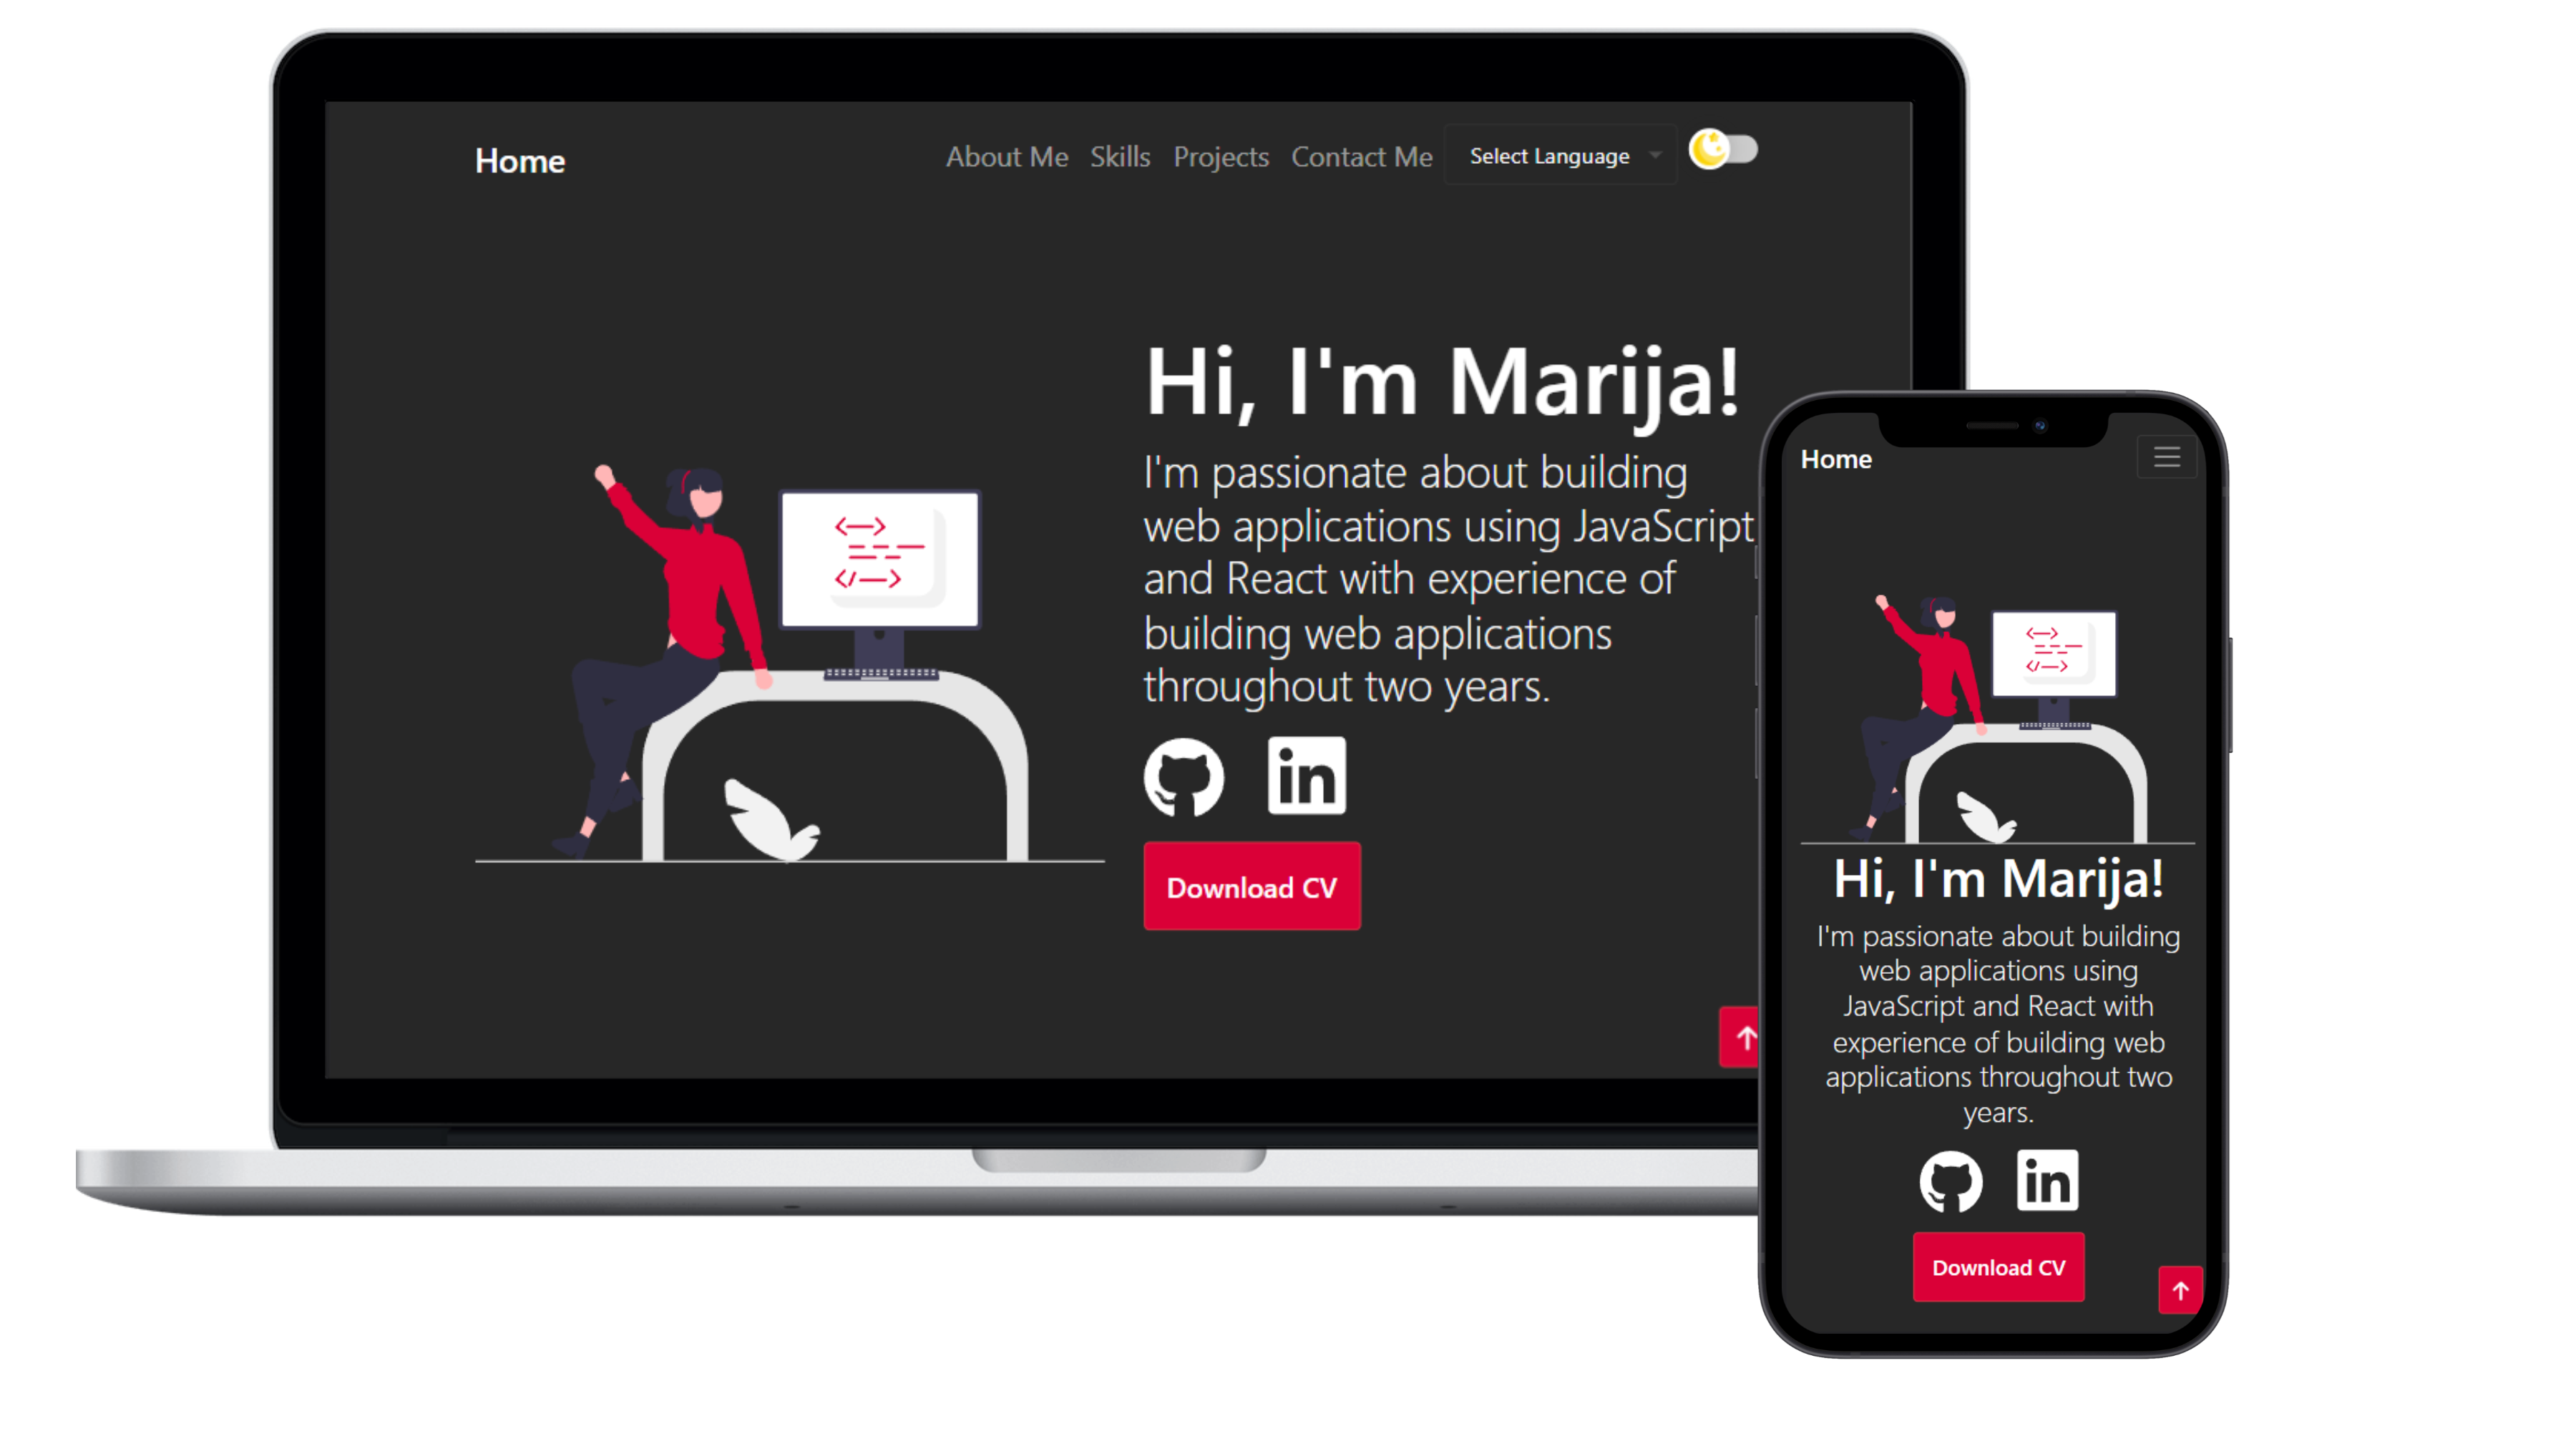 Home
About Me Skills Projects Contact Me Select Language
Hi, I'm Marija!
I'm passionate about building
web applications using JavaScript
and React with experience of
building web applications
throughout two years.
in
Download CV
Home
Hi, I'm Marija!
I'm passionate about building
web applications using
JavaScript and React with
experience of building web
applications throughout two
years.
in
Download CV